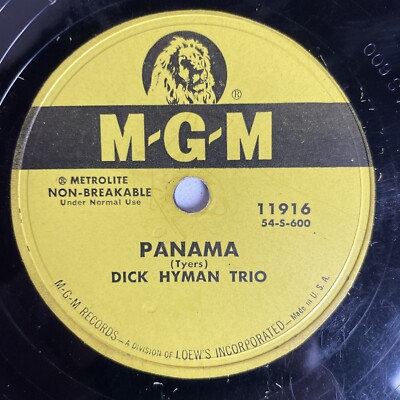 ®
M-G-M
® METROLITE
NON-BREAKABLE
Under Normal Use
11916
54-S-600
PANAMA
(Tyers)
DICK HYMAN TRIO
M-G-M RECORDS — A DIVISION OF LOEW'S INCORPORATED — Made in U. S. A.